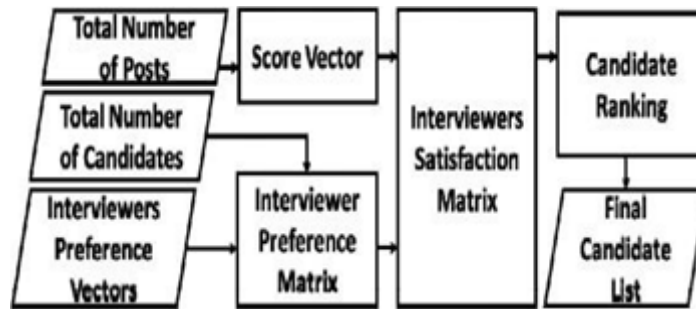 Total Number
of Posts
Score Vector
Total Number
of Candidates
Interviewers
Preference
Vectors
Interviewer
Preference
Matrix
Interviewers
Satisfaction
Matrix
Candidate
Ranking
Final
Candidate
List